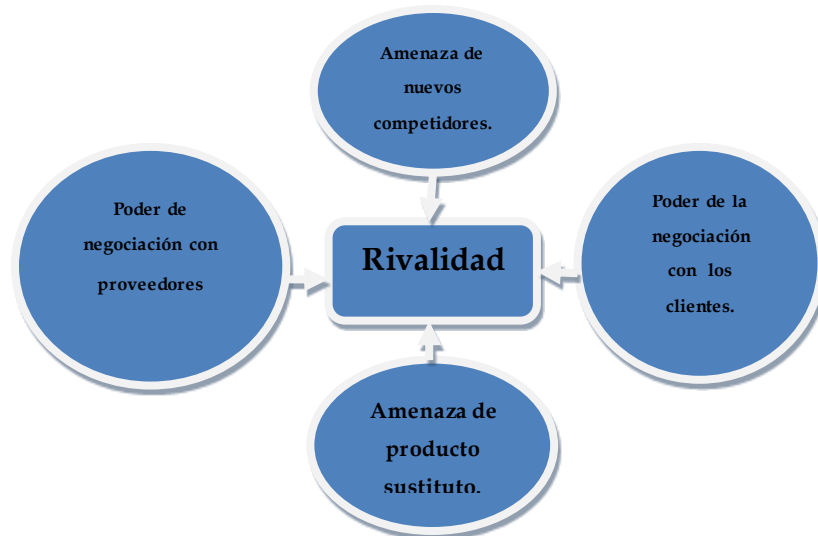 Amenaza de
nuevos
competidores.
Poder de
negociación con
proveedores
Rivalidad
Poder de la
negociación
con los
clientes.
Amenaza de
producto
sustituto.